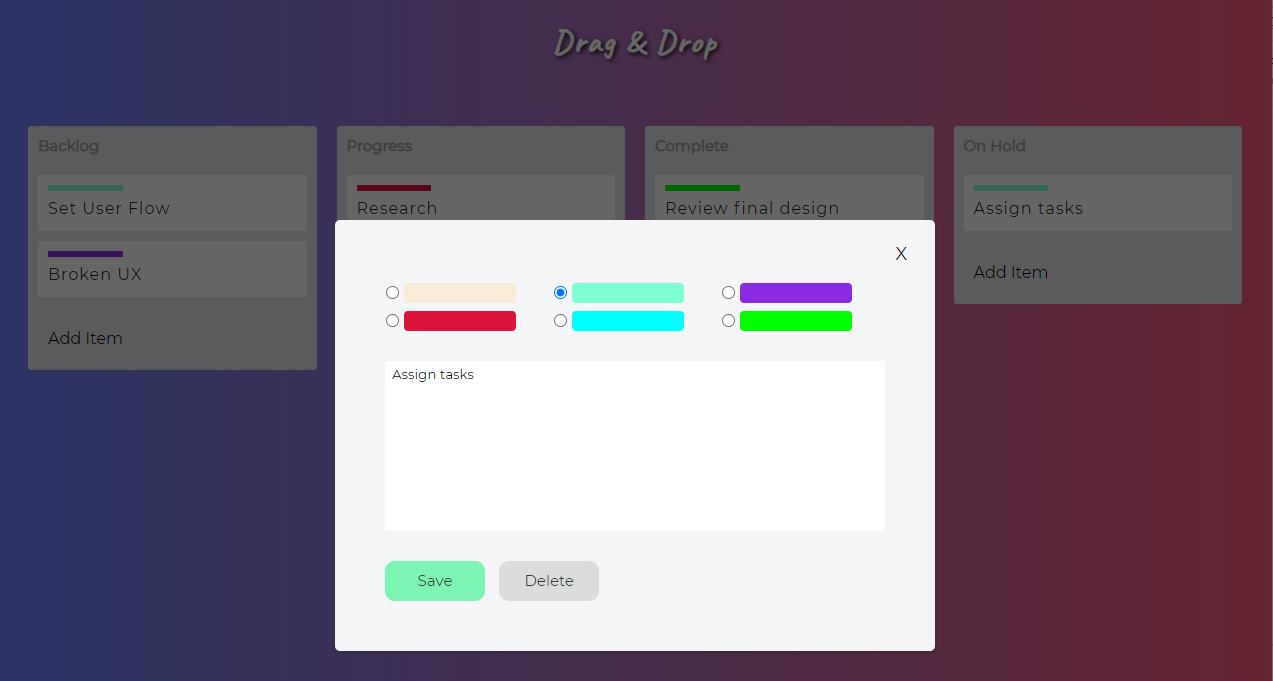 Drag & Drop
Backlog
Set User Flow
Broken UX
Add Item
Progress
Research
Complete
Review final design
On Hold
Assign tasks
Add Item
X
Assign tasks
Save
Delete